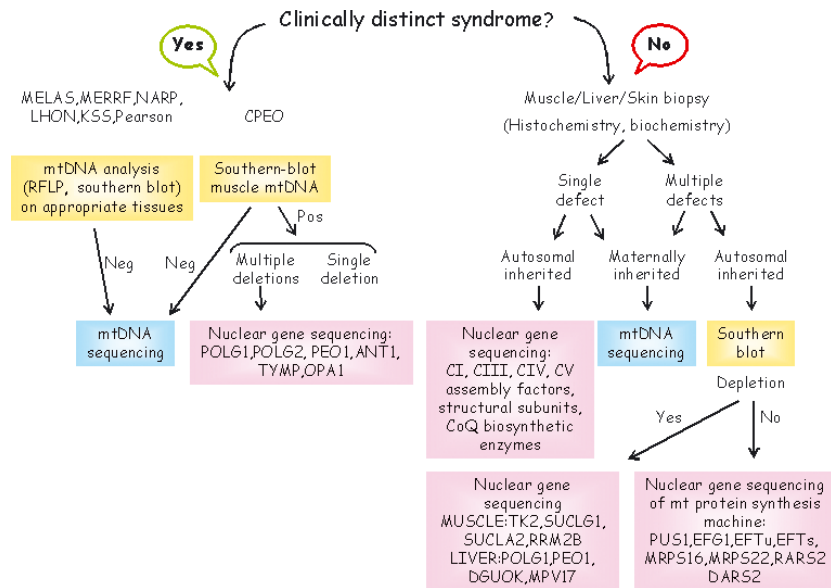 Clinically distinct syndrome?
Yes
No
MELAS,MERRF,NARP,
LHON,KSS,Pearson
CPEO
mtDNA analysis
(RFLP, southern blot)
on appropriate tissues
Southern-blot
muscle mtDNA
Pos
Neg
Neg
Multiple
deletions
Single
deletion
mtDNA
sequencing
Nuclear gene sequencing:
POLG1,POLG2, PEO1,ANT1,
TYMP,OPA1
Muscle/Liver/Skin biopsy
(Histochemistry, biochemistry)
Single
defect
Multiple
defects
Autosomal
inherited
Maternally
inherited
Autosomal
inherited
Nuclear gene
sequencing:
CI, CIII, CIV, CV
assembly factors,
structural subunits,
CoQ biosynthetic
enzymes
mtDNA
sequencing
Southern
blot
Depletion
Yes
No
Nuclear gene
sequencing
MUSCLE:TK2,SUCLG1,
SUCLA2,RRM2B
LIVER:POLG1,PEO1,
DGUOK,MPV17
Nuclear gene sequencing
of mt protein synthesis
machine:
PUS1,EFG1,EFTu,EFTs,
MRPS16,MRPS22,RARS2
DARS2